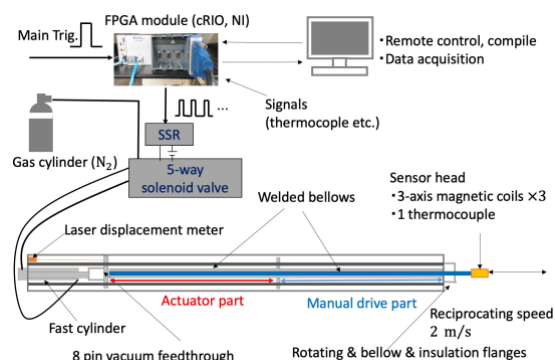 FPGA module (cRIO, NI)
Main Trig.
・Remote control, compile
・Data acquisition
...
Signals
(thermocople etc.)
SSR
Gas cylinder (N₂)
5-way
solenoid valve
Sensor head
・3-axis magnetic coils ×3
・1 thermocouple
Welded bellows
Laser displacement meter
Actuator part
Manual drive part
Reciprocating speed
2 m/s
Fast cylinder
8 pin vacuum feedthrough
Rotating & bellow & insulation flanges